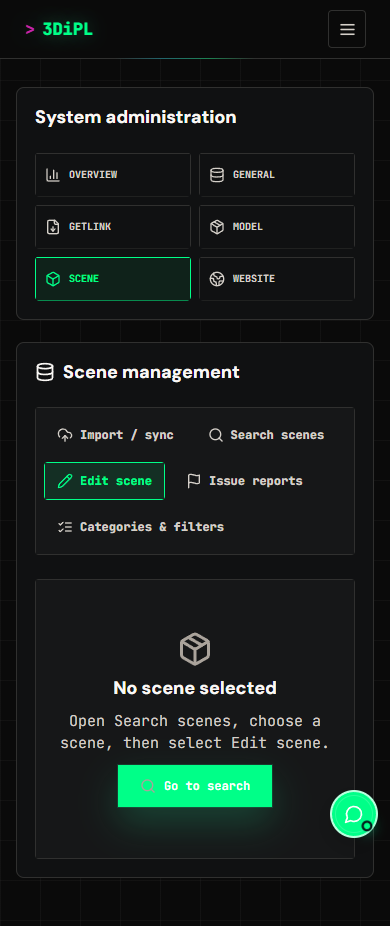 > 3DiPL
System administration
OVERVIEW
GENERAL
GETLINK
MODEL
SCENE
WEBSITE
Scene management
Import / sync
Search scenes
Edit scene
Issue reports
Categories & filters
No scene selected
Open Search scenes, choose a
scene, then select Edit scene.
Go to search